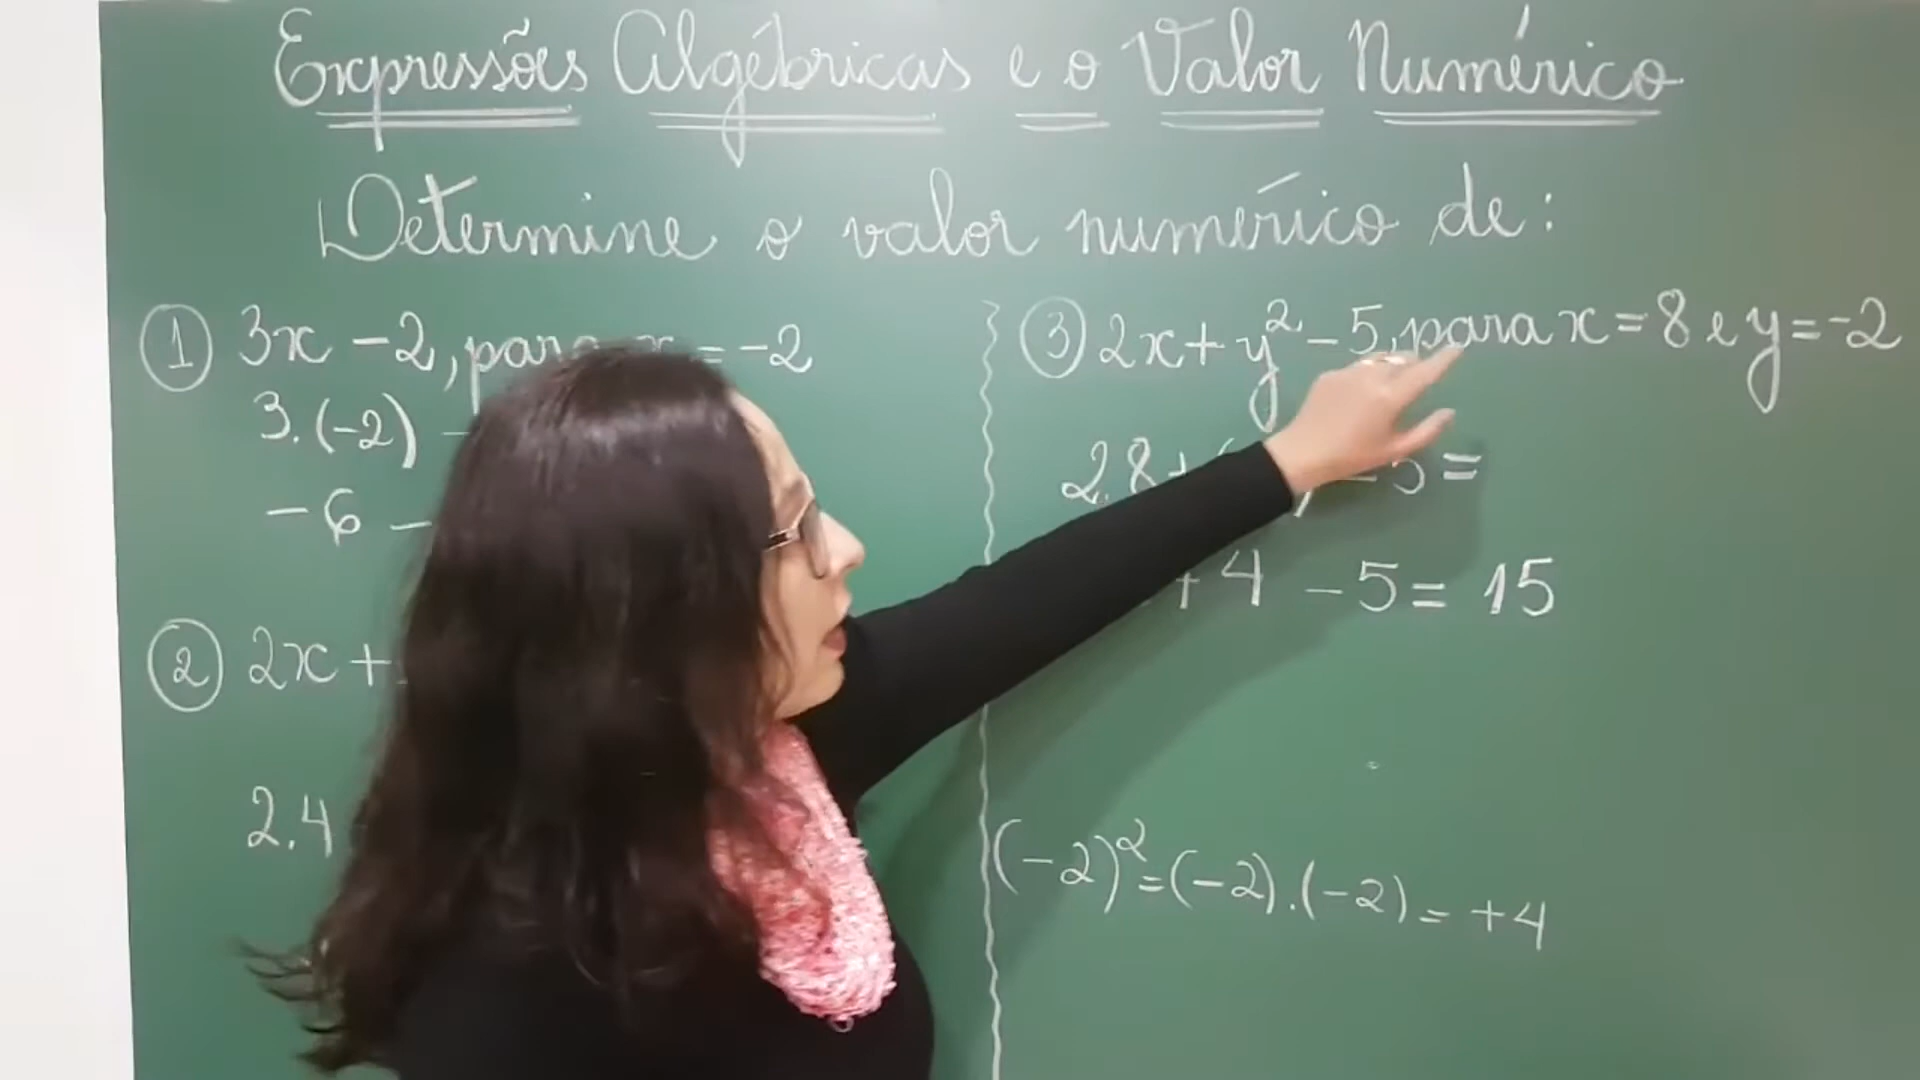 Expressões Algébricas e o Valor Numérico
Determine o valor numérico de:
① 3x - 2, para x = -2
3.(-2) -
-6 -
② 2x +
2.4
③ 2x + y² - 5, para x = 8 e y = -2
2.8 + ( - 5 =
+ 4 - 5 = 15
(-2)² = (-2).(-2) = +4